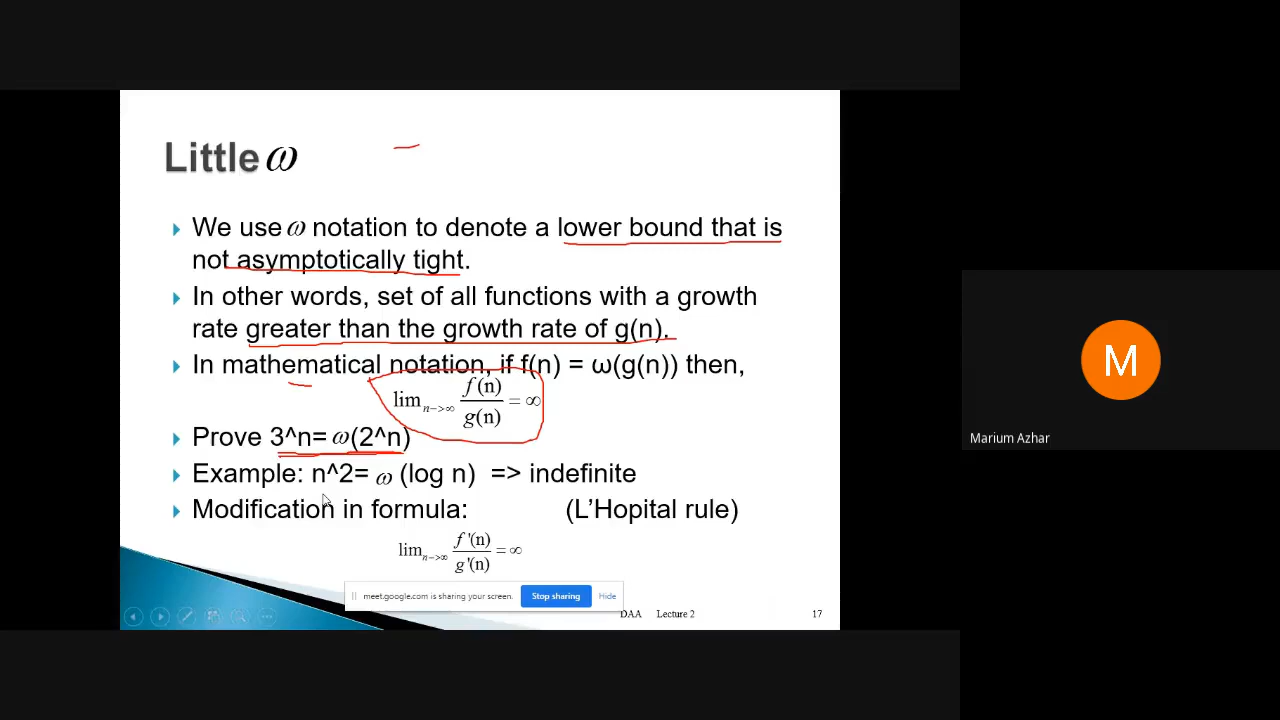 Little ω
We use ω notation to denote a lower bound that is
not asymptotically tight.
In other words, set of all functions with a growth
rate greater than the growth rate of g(n).
In mathematical notation, if f(n) = ω(g(n)) then,
lim n->∞ f(n)/g(n) = ∞
Prove 3^n= ω(2^n)
Example: n^2= ω (log n) => indefinite
Modification in formula: (L'Hopital rule)
lim n->∞ f'(n)/g'(n) = ∞
meet.google.com is sharing your screen. Stop sharing Hide
DAA Lecture 2 17
M
Marium Azhar